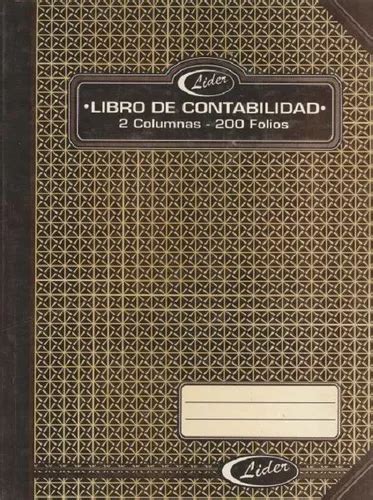 Lider
•LIBRO DE CONTABILIDAD•
2 Columnas - 200 Folios
Lider